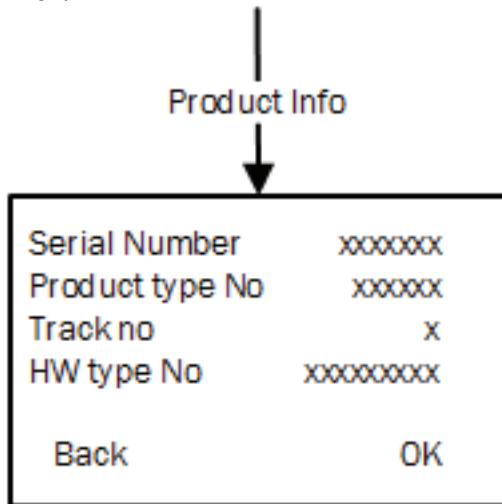 Product Info
Serial Number xxxxxxx
Product type No xxxxxx
Track no x
HW type No xxxxxxxxx
Back OK